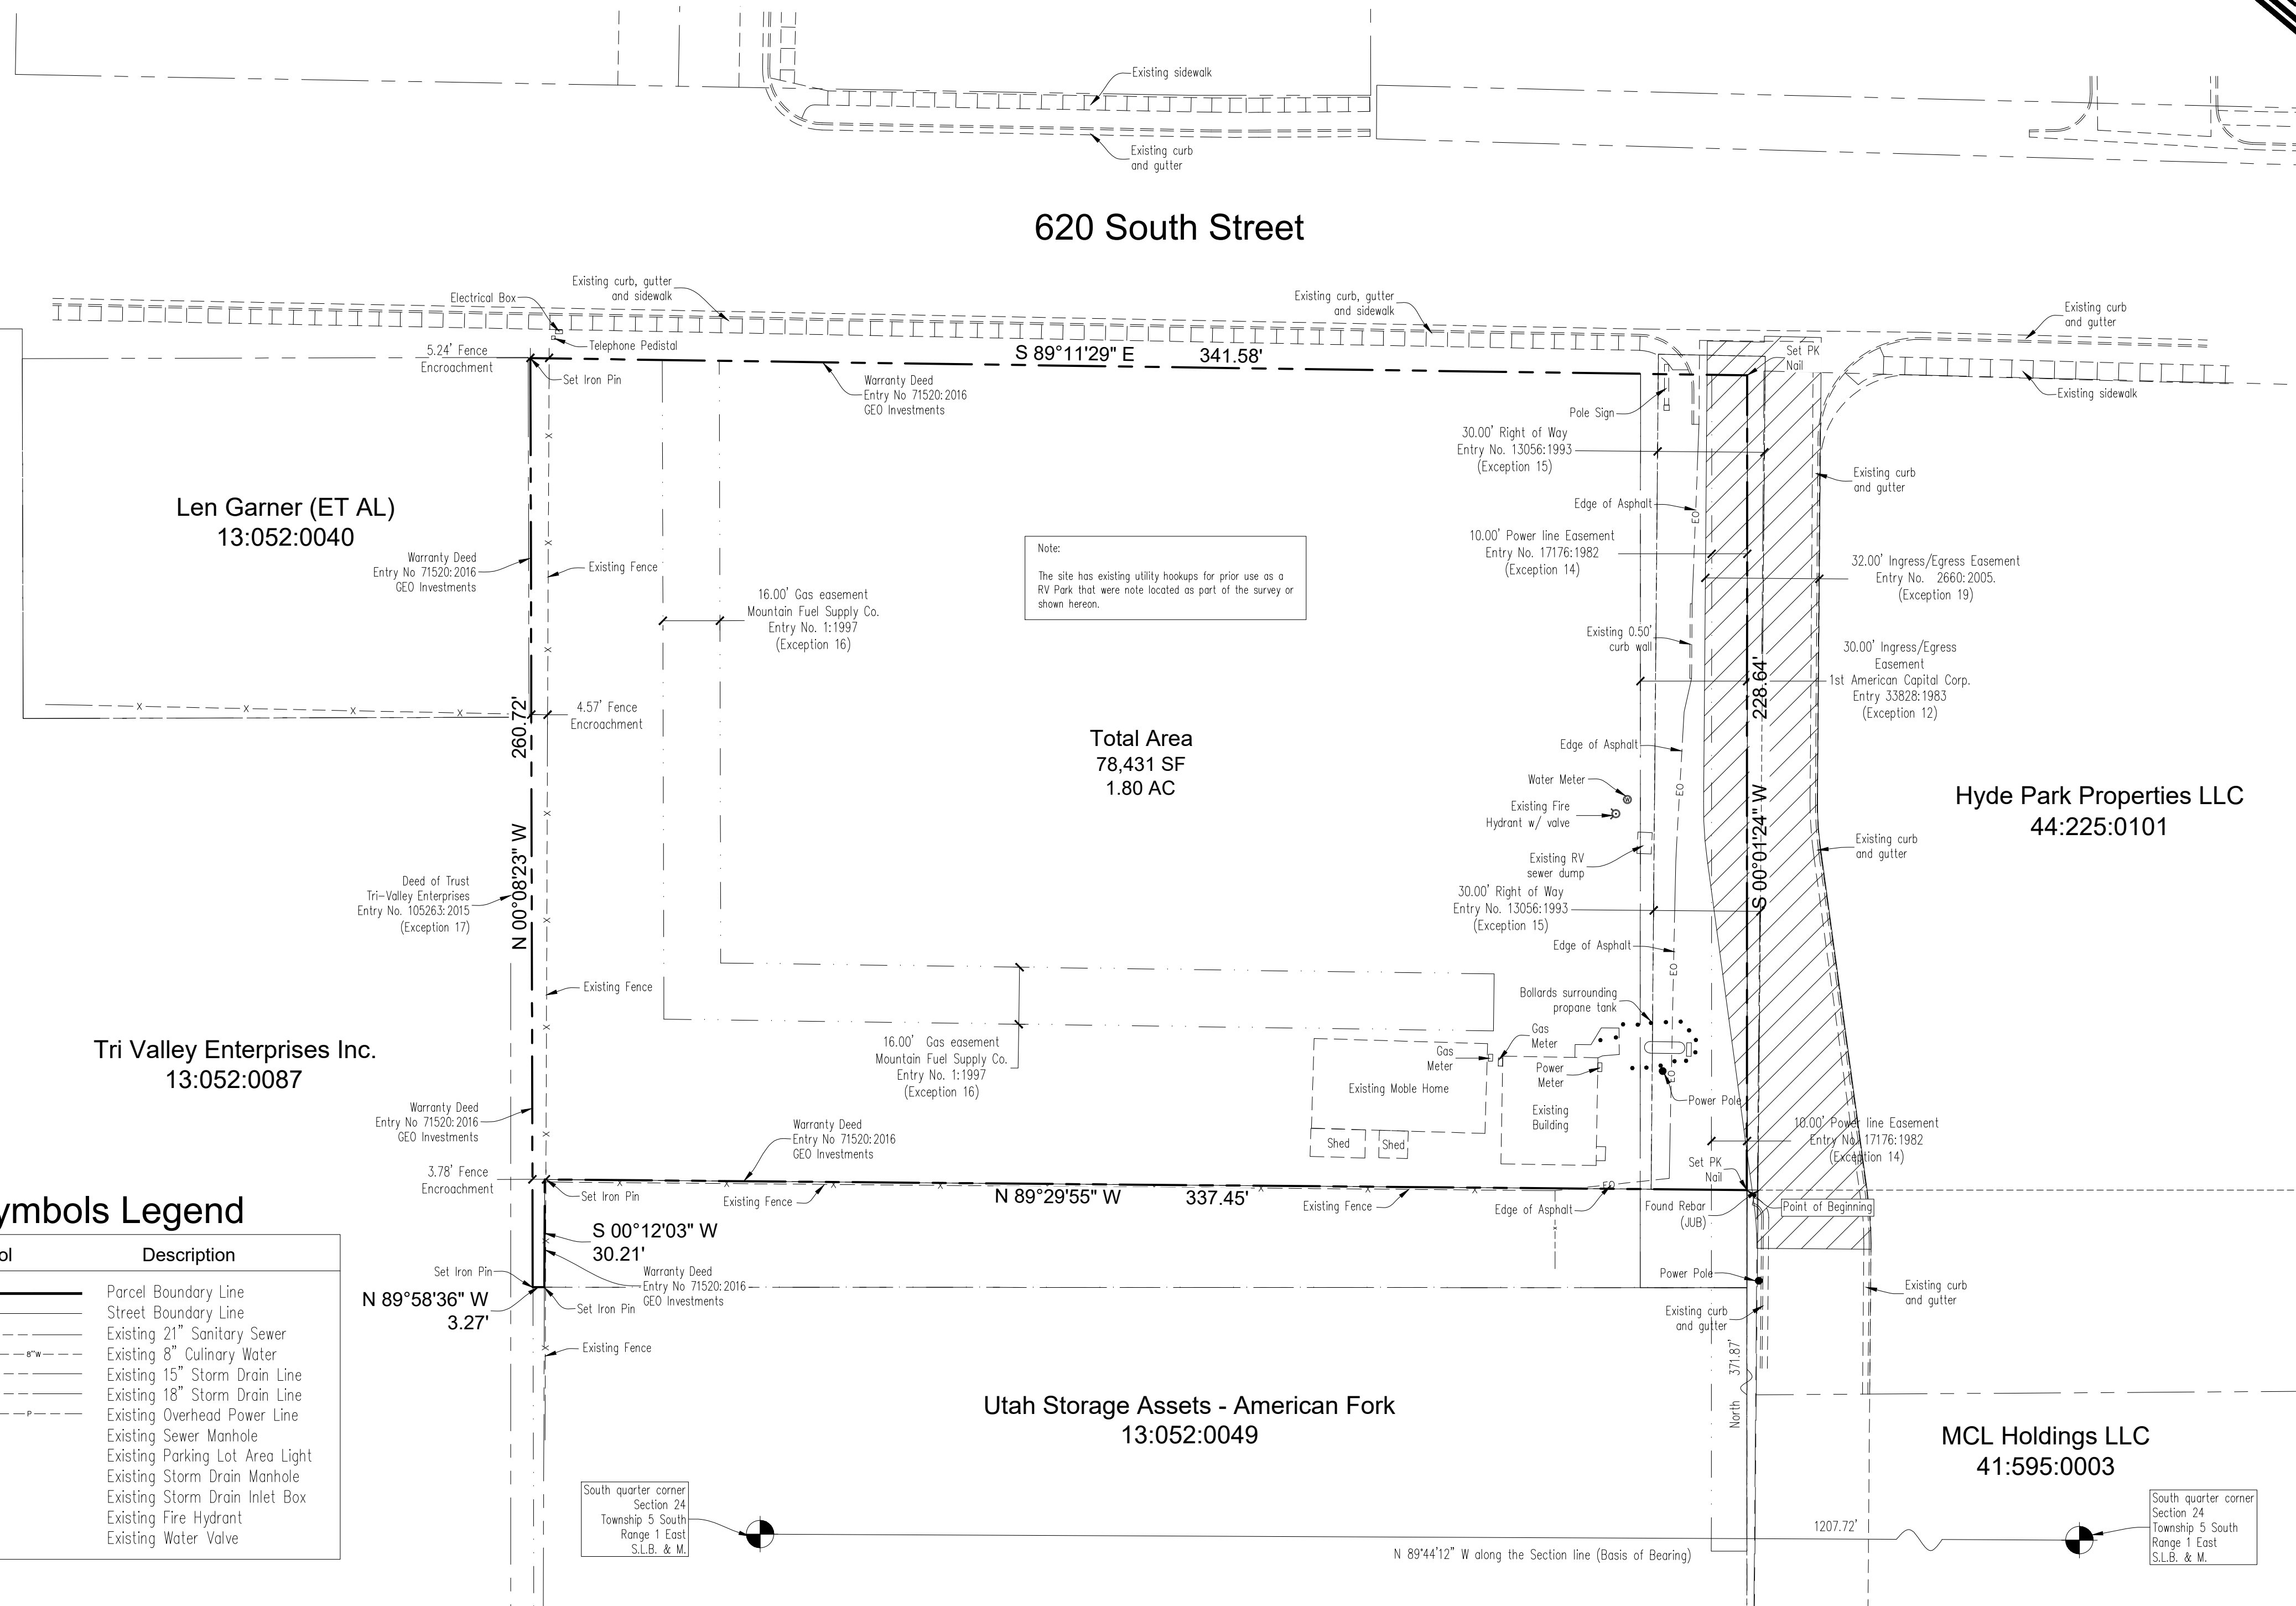 Existing sidewalk
Existing curb
and gutter
620 South Street
Electrical Box
Existing curb, gutter
and sidewalk
Existing curb, gutter
and sidewalk
Existing curb
and gutter
Telephone Pedistal
5.24' Fence
Encroachment
Set Iron Pin
S 89°11'29" E 341.58'
Warranty Deed
Entry No 71520:2016
GEO Investments
Set PK
Nail
Existing sidewalk
Pole Sign
30.00' Right of Way
Entry No. 13056:1993
(Exception 15)
Existing curb
and gutter
Len Garner (ET AL)
13:052:0040
Edge of Asphalt
EO
10.00' Power line Easement
Entry No. 17176:1982
(Exception 14)
Warranty Deed
Entry No 71520:2016
GEO Investments
Existing Fence
Note:
The site has existing utility hookups for prior use as a
RV Park that were note located as part of the survey or
shown hereon.
32.00' Ingress/Egress Easement
Entry No. 2660:2005.
(Exception 19)
16.00' Gas easement
Mountain Fuel Supply Co.
Entry No. 1:1997
(Exception 16)
Existing 0.50'
curb wall
30.00' Ingress/Egress
Easement
1st American Capital Corp.
Entry 33828:1983
(Exception 12)
4.57' Fence
Encroachment
N 00°08'23" W 260.72'
S 00°01'24" W 228.64'
Total Area
78,431 SF
1.80 AC
Edge of Asphalt
EO
Water Meter
Existing Fire
Hydrant w/ valve
Hyde Park Properties LLC
44:225:0101
Existing RV
sewer dump
Existing curb
and gutter
Deed of Trust
Tri-Valley Enterprises
Entry No. 105263:2015
(Exception 17)
30.00' Right of Way
Entry No. 13056:1993
(Exception 15)
Edge of Asphalt
EO
Existing Fence
Bollards surrounding
propane tank
Tri Valley Enterprises Inc.
13:052:0087
16.00' Gas easement
Mountain Fuel Supply Co.
Entry No. 1:1997
(Exception 16)
Gas
Meter
Gas
Meter
Power
Meter
EO
Existing Moble Home
Existing
Building
Shed
Shed
Power Pole
Warranty Deed
Entry No 71520:2016
GEO Investments
Warranty Deed
Entry No 71520:2016
GEO Investments
10.00' Power line Easement
Entry No. 17176:1982
(Exception 14)
3.78' Fence
Encroachment
Set Iron Pin
Existing Fence
N 89°29'55" W 337.45'
Existing Fence
Edge of Asphalt
EO
Set PK
Nail
Found Rebar
(JUB)
Point of Beginning
S 00°12'03" W
30.21'
Set Iron Pin
Warranty Deed
Entry No 71520:2016
GEO Investments
N 89°58'36" W
3.27'
Set Iron Pin
Existing Fence
Power Pole
Existing curb
and gutter
Existing curb
and gutter
North 371.87'
ymbols Legend
ol Description
Parcel Boundary Line
Street Boundary Line
Existing 21" Sanitary Sewer
8"W Existing 8" Culinary Water
Existing 15" Storm Drain Line
Existing 18" Storm Drain Line
P Existing Overhead Power Line
Existing Sewer Manhole
Existing Parking Lot Area Light
Existing Storm Drain Manhole
Existing Storm Drain Inlet Box
Existing Fire Hydrant
Existing Water Valve
Utah Storage Assets - American Fork
13:052:0049
MCL Holdings LLC
41:595:0003
South quarter corner
Section 24
Township 5 South
Range 1 East
S.L.B. & M.
1207.72'
N 89°44'12" W along the Section line (Basis of Bearing)
South quarter corner
Section 24
Township 5 South
Range 1 East
S.L.B. & M.